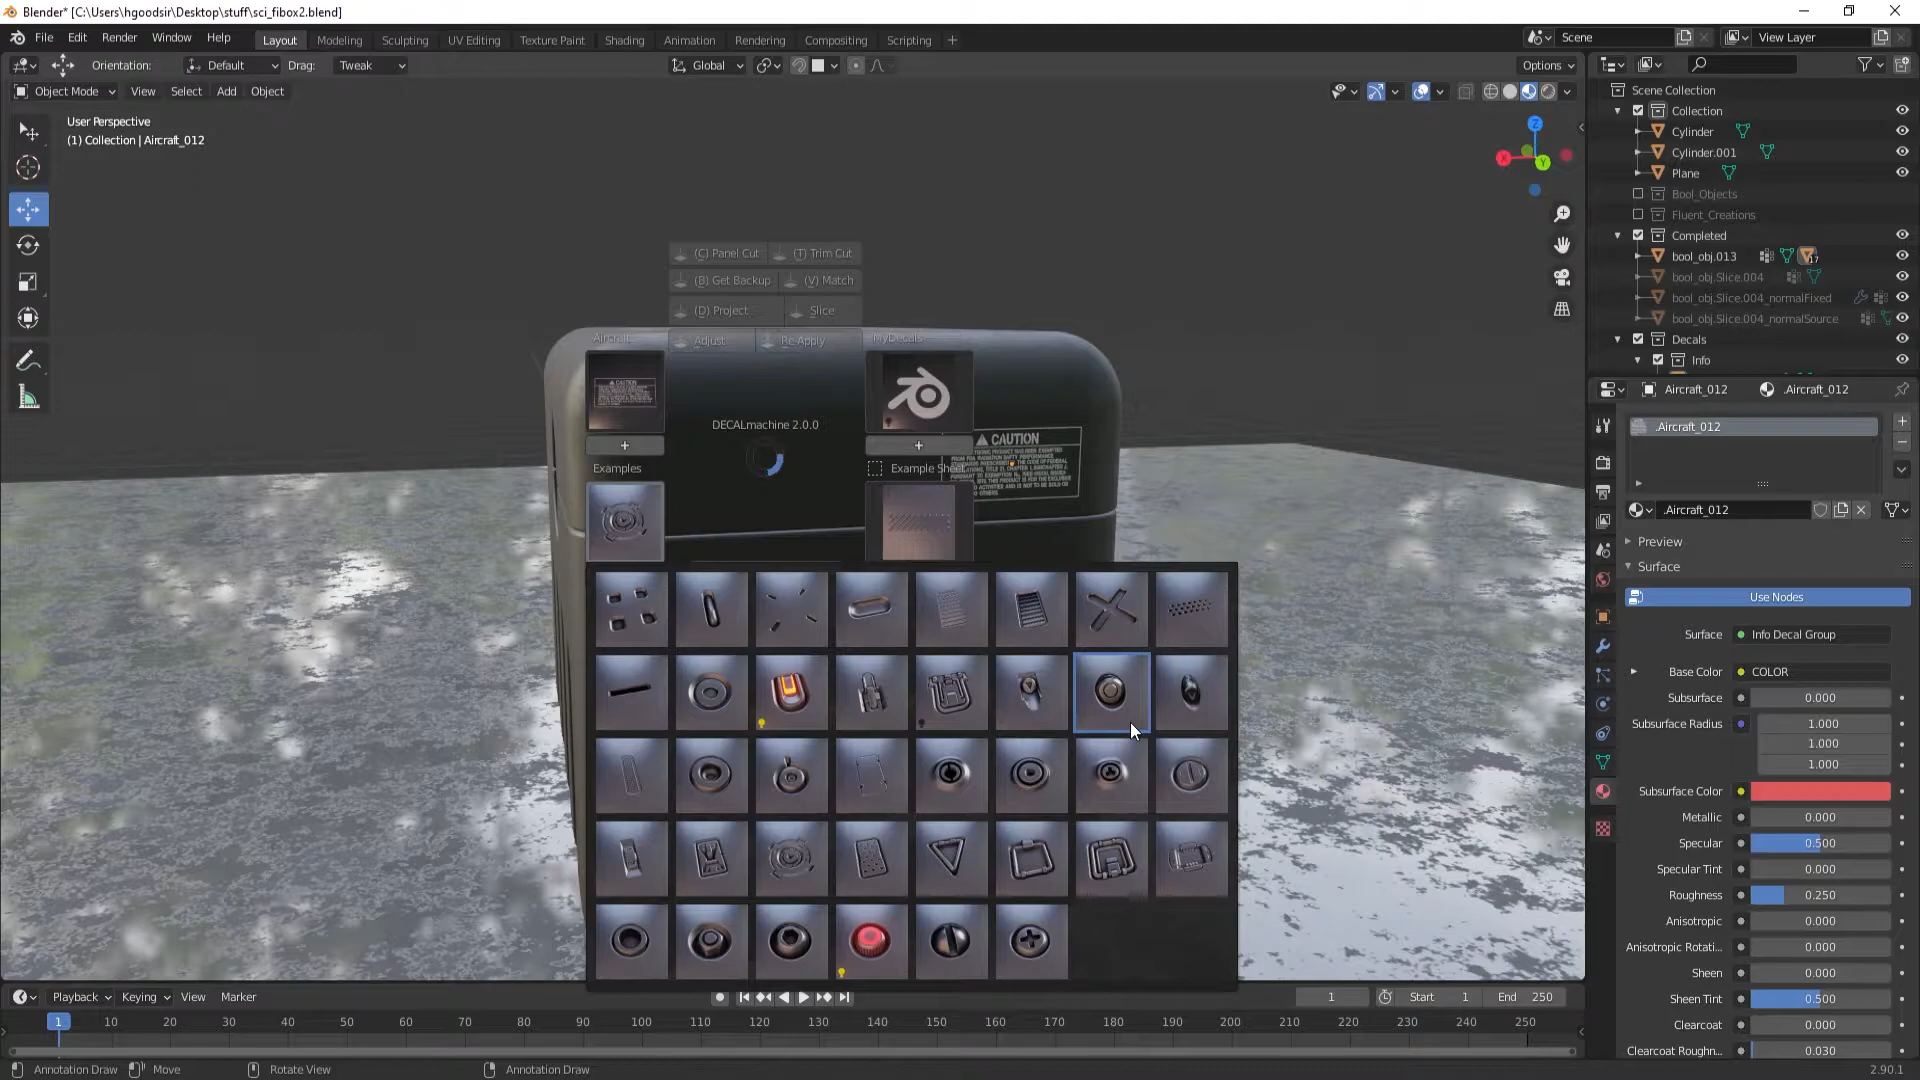 Blender* [C:\Users\hgoodsir\Desktop\stuff\sci_fibox2.blend]
File Edit Render Window Help Layout Modeling Sculpting UV Editing Texture Paint Shading Animation Rendering Compositing Scripting + Scene View Layer
Orientation: Default Drag: Tweak Global Options
Object Mode View Select Add Object
User Perspective
(1) Collection | Aircraft_012
Z
X
Y
Scene Collection
Collection
Cylinder
Cylinder.001
Plane
Bool_Objects
Fluent_Creations
Completed
bool_obj.013 17
bool_obj.Slice.004
bool_obj.Slice.004_normalFixed
bool_obj.Slice.004_normalSource
Decals
Info
(C) Panel Cut (T) Trim Cut
(B) Get Backup (V) Match
(D) Project Slice
Aircraft Adjust Re Apply MyDecals
CAUTION
DECALmachine 2.0.0
+ +
Examples Example Sheet
CAUTION
Aircraft_012 .Aircraft_012
.Aircraft_012
.Aircraft_012
Preview
Surface
Use Nodes
Surface Info Decal Group
Base Color COLOR
Subsurface 0.000
Subsurface Radius 1.000
1.000
1.000
Subsurface Color
Metallic 0.000
Specular 0.500
Specular Tint 0.000
Roughness 0.250
Anisotropic 0.000
Anisotropic Rotati... 0.000
Sheen 0.000
Sheen Tint 0.500
Clearcoat 0.000
Clearcoat Roughn... 0.030
Playback Keying View Marker 1 Start 1 End 250
1 10 20 30 40 50 60 70 80 90 100 110 120 130 140 150 160 170 180 190 200 210 220 230 240 250
Annotation Draw Move Rotate View Annotation Draw 2.90.1